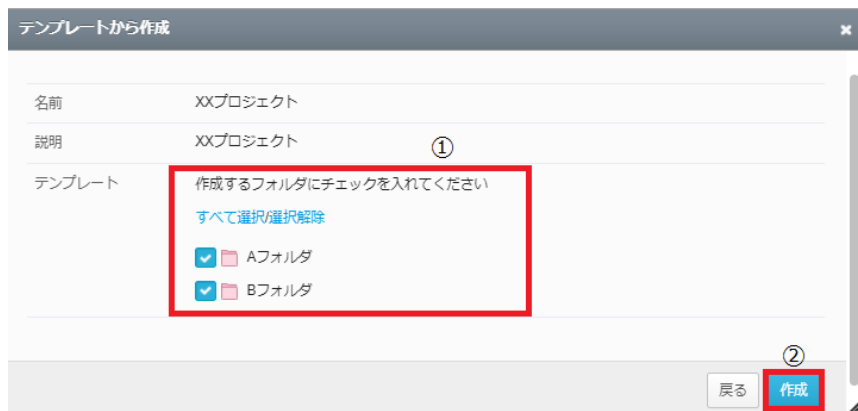 テンプレートから作成 ×
名前 XXプロジェクト
説明 XXプロジェクト
①
テンプレート 作成するフォルダにチェックを入れてください
すべて選択/選択解除
Aフォルダ
Bフォルダ
②
戻る 作成